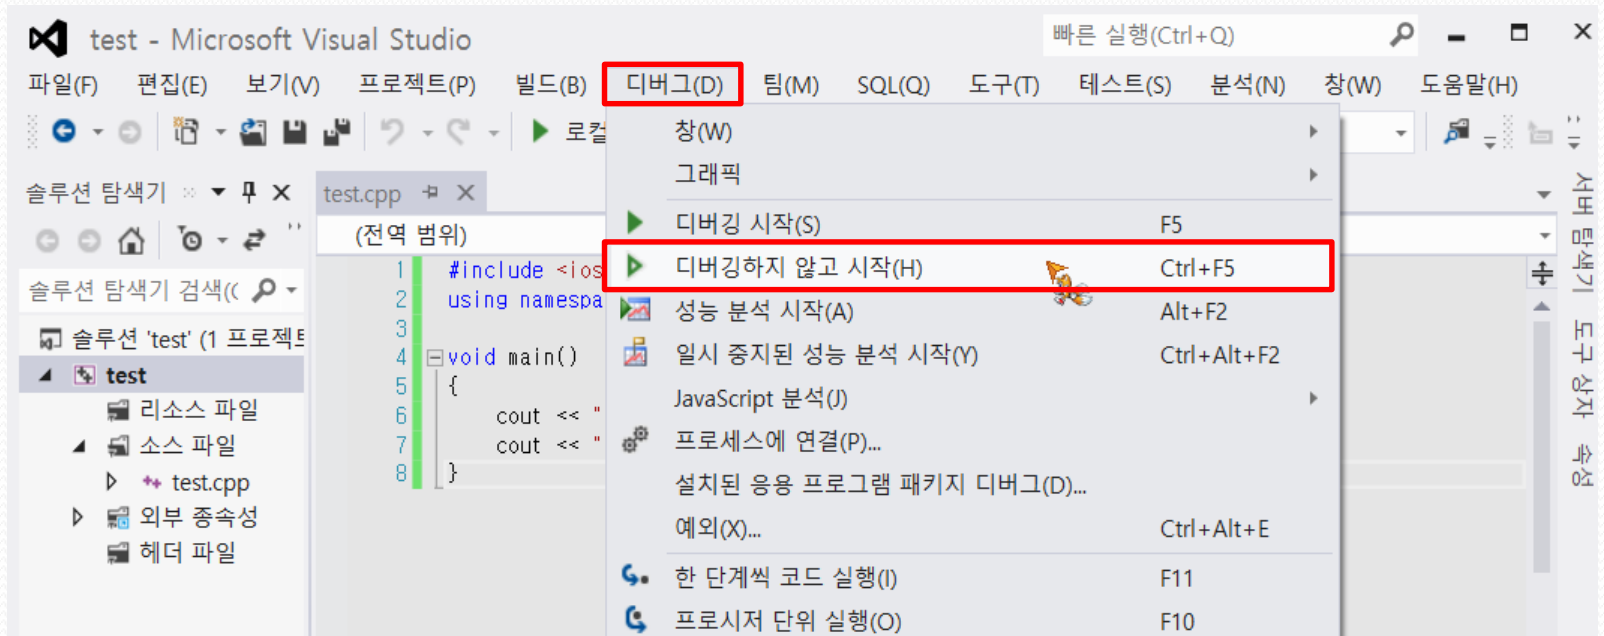 test - Microsoft Visual Studio
빠른 실행(Ctrl+Q)
파일(F) 편집(E) 보기(V) 프로젝트(P) 빌드(B) 디버그(D) 팀(M) SQL(Q) 도구(T) 테스트(S) 분석(N) 창(W) 도움말(H)
로컬
창(W)
그래픽
디버깅 시작(S) F5
디버깅하지 않고 시작(H) Ctrl+F5
성능 분석 시작(A) Alt+F2
일시 중지된 성능 분석 시작(Y) Ctrl+Alt+F2
JavaScript 분석(J)
프로세스에 연결(P)...
설치된 응용 프로그램 패키지 디버그(D)...
예외(X)... Ctrl+Alt+E
한 단계씩 코드 실행(I) F11
프로시저 단위 실행(O) F10
솔루션 탐색기
솔루션 탐색기 검색(
솔루션 'test' (1 프로젝트
test
리소스 파일
소스 파일
test.cpp
외부 종속성
헤더 파일
test.cpp
(전역 범위)
1 #include <ios
2 using namespa
3
4 void main()
5 {
6 cout << "
7 cout << "
8 }
서버 탐색기
도구 상자
속성